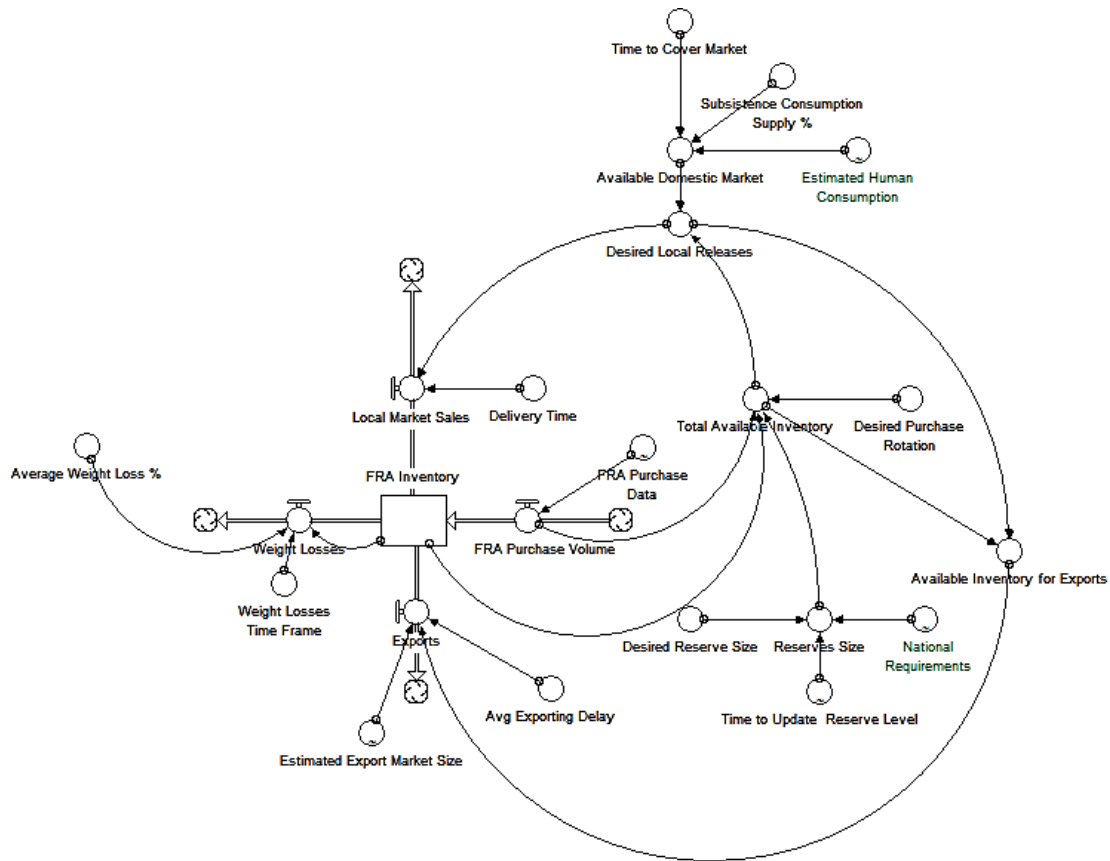 Time to Cover Market
Subsistence Consumption
Supply %
Available Domestic Market
Estimated Human
Consumption
Desired Local Releases
Local Market Sales
Delivery Time
Total Available Inventory
Desired Purchase
Rotation
Average Weight Loss %
FRA Inventory
FRA Purchase
Data
Weight Losses
FRA Purchase Volume
Available Inventory for Exports
Weight Losses
Time Frame
Exports
Desired Reserve Size
Reserves Size
National
Requirements
Avg Exporting Delay
Time to Update Reserve Level
Estimated Export Market Size